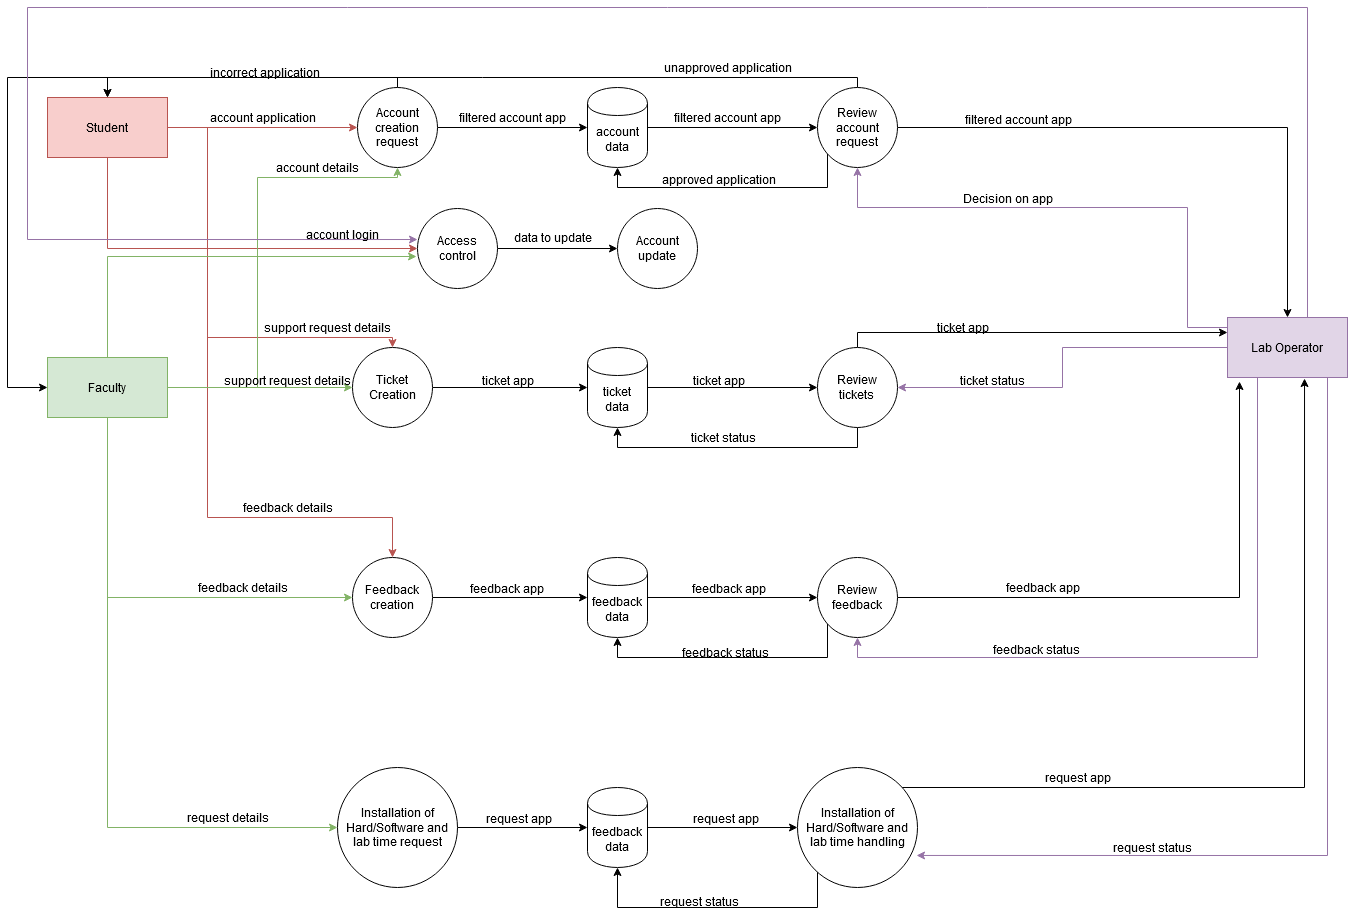 incorrect application
unapproved application
Student
account application
Account
creation
request
filtered account app
account
data
filtered account app
Review
account
request
filtered account app
account details
approved application
Decision on app
account login
Access
control
data to update
Account
update
support request details
ticket app
Lab Operator
Faculty
support request details
Ticket
Creation
ticket app
ticket
data
ticket app
Review
tickets
ticket status
ticket status
feedback details
feedback details
Feedback
creation
feedback app
feedback
data
feedback app
Review
feedback
feedback app
feedback status
feedback status
request details
Installation of
Hard/Software and
lab time request
request app
feedback
data
request app
Installation of
Hard/Software and
lab time handling
request app
request status
request status